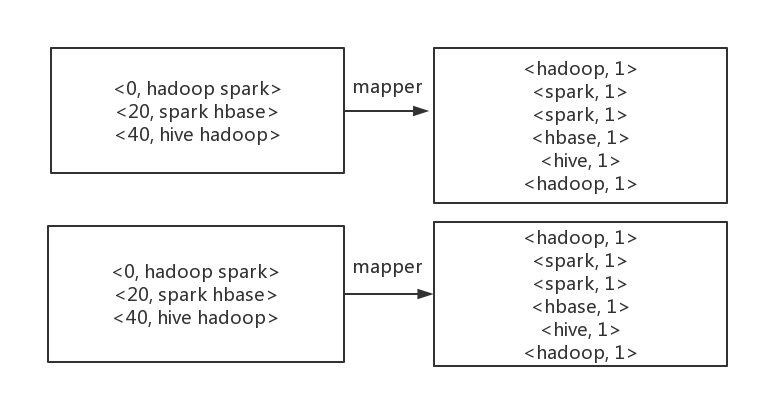 <0, hadoop spark>
<20, spark hbase>
<40, hive hadoop>
mapper
<hadoop, 1>
<spark, 1>
<spark, 1>
<hbase, 1>
<hive, 1>
<hadoop, 1>
<0, hadoop spark>
<20, spark hbase>
<40, hive hadoop>
mapper
<hadoop, 1>
<spark, 1>
<spark, 1>
<hbase, 1>
<hive, 1>
<hadoop, 1>